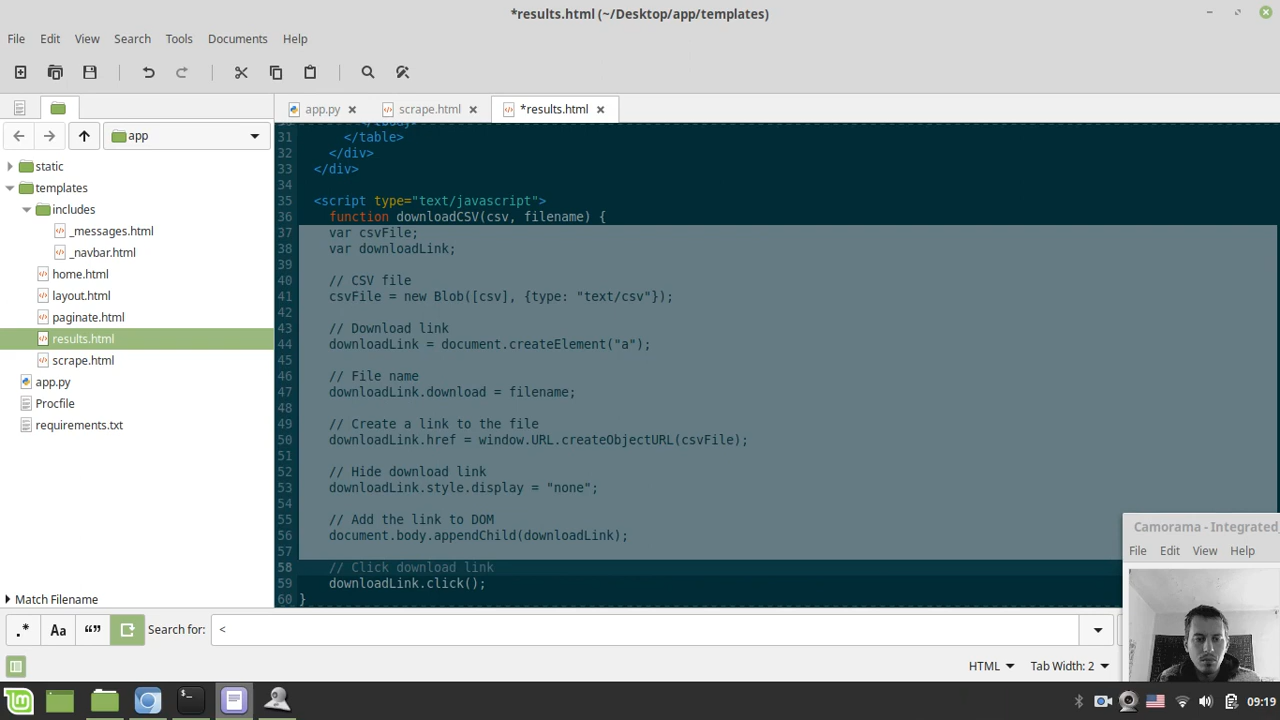 *results.html (~/Desktop/app/templates)
File Edit View Search Tools Documents Help
app.py scrape.html *results.html
app
static
templates
includes
_messages.html
_navbar.html
home.html
layout.html
paginate.html
results.html
scrape.html
app.py
Procfile
requirements.txt
Match Filename
31 </table>
32 </div>
33 </div>
34
35 <script type="text/javascript">
36 function downloadCSV(csv, filename) {
37 var csvFile;
38 var downloadLink;
39
40 // CSV file
41 csvFile = new Blob([csv], {type: "text/csv"});
42
43 // Download link
44 downloadLink = document.createElement("a");
45
46 // File name
47 downloadLink.download = filename;
48
49 // Create a link to the file
50 downloadLink.href = window.URL.createObjectURL(csvFile);
51
52 // Hide download link
53 downloadLink.style.display = "none";
54
55 // Add the link to DOM
56 document.body.appendChild(downloadLink);
57
58 // Click download link
59 downloadLink.click();
60 }
.* Aa “” Search for: <
HTML Tab Width: 2
Camorama - Integrated
File Edit View Help
09:19